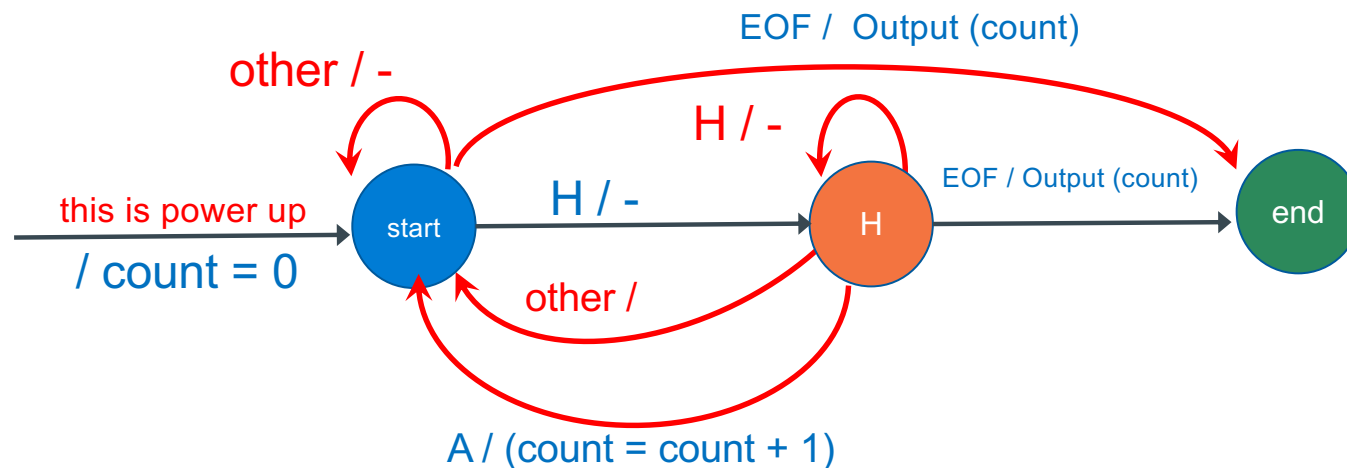 EOF /  Output (count)
other / -
H / -
this is power up
/ count = 0
start
H / -
H
EOF / Output (count)
end
other /
A / (count = count + 1)